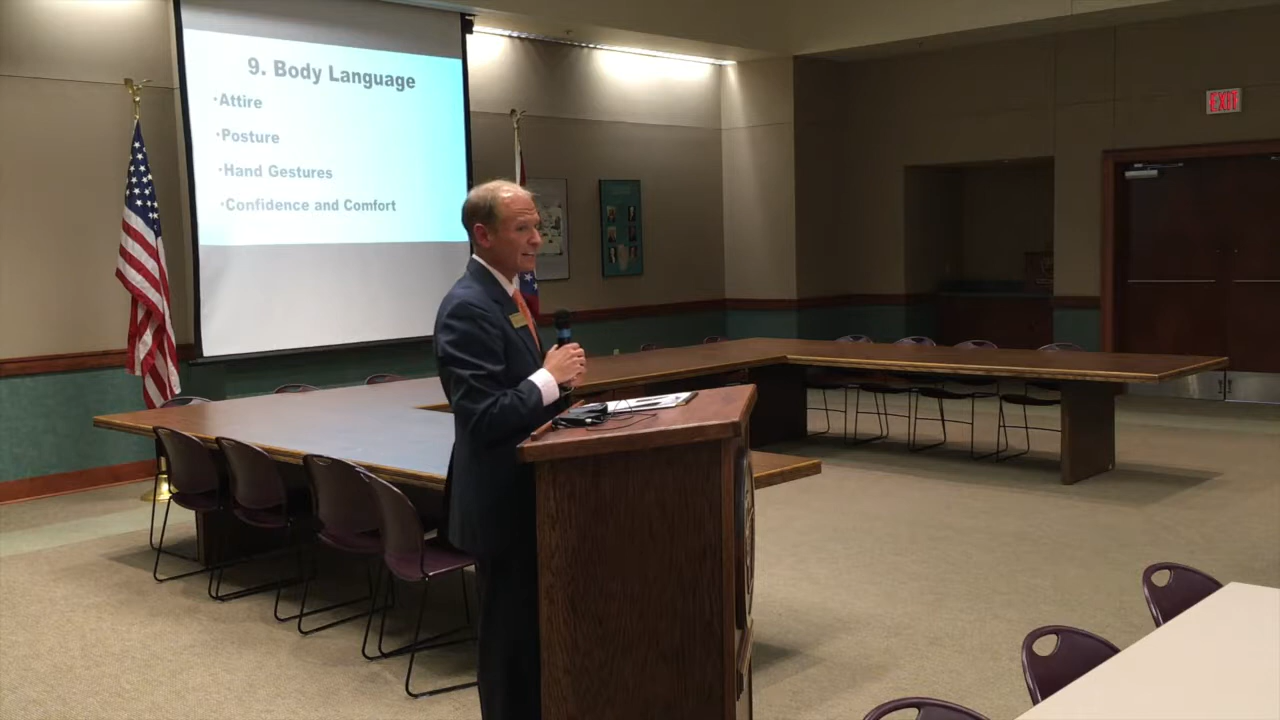 9. Body Language
•Attire
•Posture
•Hand Gestures
•Confidence and Comfort
EXIT